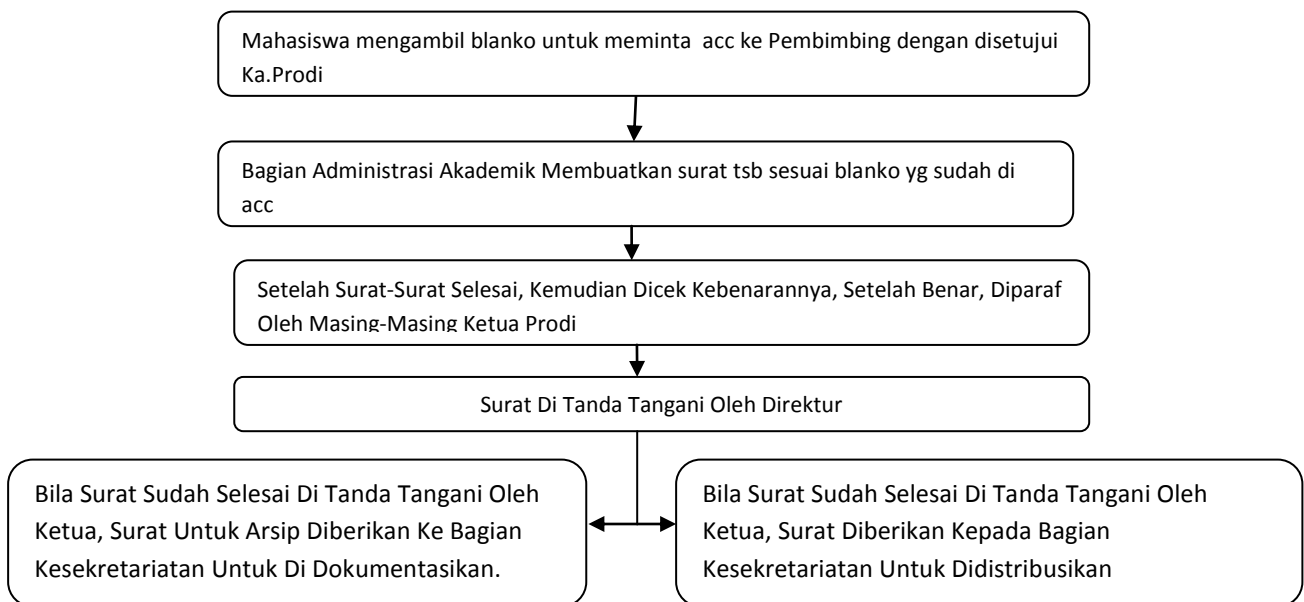 Mahasiswa mengambil blanko untuk meminta acc ke Pembimbing dengan disetujui
Ka.Prodi
Bagian Administrasi Akademik Membuatkan surat tsb sesuai blanko yg sudah di
acc
Setelah Surat-Surat Selesai, Kemudian Dicek Kebenarannya, Setelah Benar, Diparaf
Oleh Masing-Masing Ketua Prodi
Surat Di Tanda Tangani Oleh Direktur
Bila Surat Sudah Selesai Di Tanda Tangani Oleh
Ketua, Surat Untuk Arsip Diberikan Ke Bagian
Kesekretariatan Untuk Di Dokumentasikan.
Bila Surat Sudah Selesai Di Tanda Tangani Oleh
Ketua, Surat Diberikan Kepada Bagian
Kesekretariatan Untuk Didistribusikan